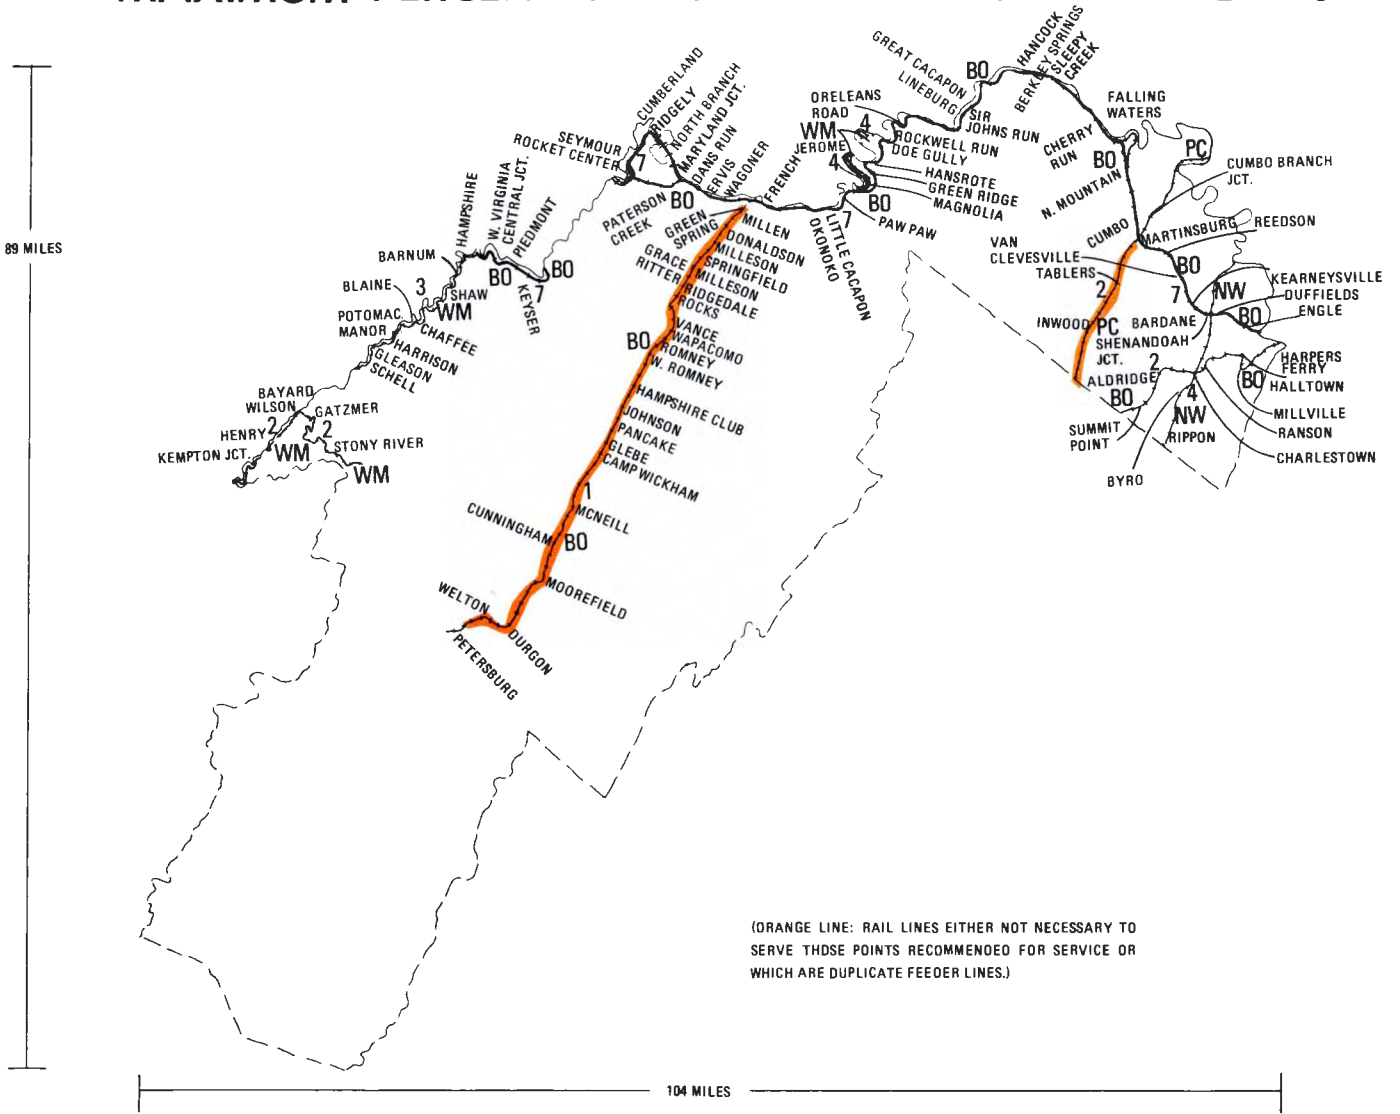 89 MILES
CUMBERLAND
RIDGELY
NORTH BRANCH
MARYLAND JCT.
DANS RUN
ERVIS
WAGONER
FRENCHY
SEYMOUR
ROCKET CENTER
7
BO
PATERSON
CREEK
GREEN
SPRING
ORELEANS
ROAD
WM
4
JEROME
4
GREAT CACAPON
LINEBURG
BO
HANCOCK
BERKLEY SPRINGS
SLEEPY
CREEK
SIR
JOHNS RUN
ROCKWELL RUN
DOE GULLY
HANSROTE
GREEN RIDGE
MAGNOLIA
BO
PAW PAW
7
LITTLE CACAPON
OKONOKO
FALLING
WATERS
CHERRY
RUN
BO
PC
CUMBO BRANCH
JCT.
N. MOUNTAIN
CUMBO
MARTINSBURG
REEDSON
VAN
CLEVESVILLE
TABLERS
2
BO
7
NW
KEARNEYSVILLE
DUFFIELDS
ENGLE
BO
INWOOD
PC
BARDANE
SHENANDOAH
JCT.
ALDRIDGE
2
BO
HARPERS
FERRY
BO
HALLTOWN
4
NW
RIPPON
MILLVILLE
RANSON
CHARLESTOWN
SUMMIT
POINT
BYRO
HAMPSHIRE
W. VIRGINIA
CENTRAL JCT.
PIEDMONT
BARNUM
BO
BO
7
KEYSER
BLAINE
3
SHAW
WM
POTOMAC
MANOR
CHAFFEE
HARRISON
GLEASON
SCHELL
BAYARD
WILSON
GATZMER
HENRY
2
2
KEMPTON JCT.
WM
STONY RIVER
WM
MILLEN
DONALDSON
MILLESON
SPRINGFIELD
GRACE
MILLESON
RITTER
RIDGEDALE
ROCKS
VANCE
WAPACOMO
BO
ROMNEY
W. ROMNEY
HAMPSHIRE CLUB
JOHNSON
PANCAKE
GLEBE
CAMP WICKHAM
1
MCNEILL
CUNNINGHAM
BO
MOOREFIELD
WELTON
DURGON
PETERSBURG
(ORANGE LINE: RAIL LINES EITHER NOT NECESSARY TO
SERVE THOSE POINTS RECOMMENDED FOR SERVICE OR
WHICH ARE DUPLICATE FEEDER LINES.)
104 MILES